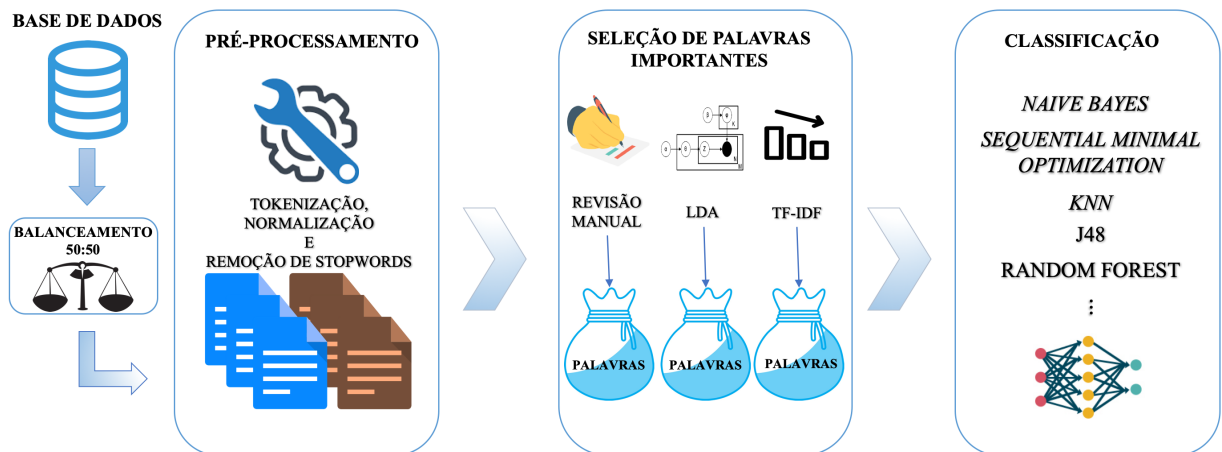 BASE DE DADOS
BALANCEAMENTO
50:50
PRÉ-PROCESSAMENTO
TOKENIZAÇÃO,
NORMALIZAÇÃO
E
REMOÇÃO DE STOPWORDS
SELEÇÃO DE PALAVRAS
IMPORTANTES
REVISÃO
MANUAL
LDA
TF-IDF
PALAVRAS
PALAVRAS
PALAVRAS
CLASSIFICAÇÃO
NAIVE BAYES
SEQUENTIAL MINIMAL
OPTIMIZATION
KNN
J48
RANDOM FOREST
⋮